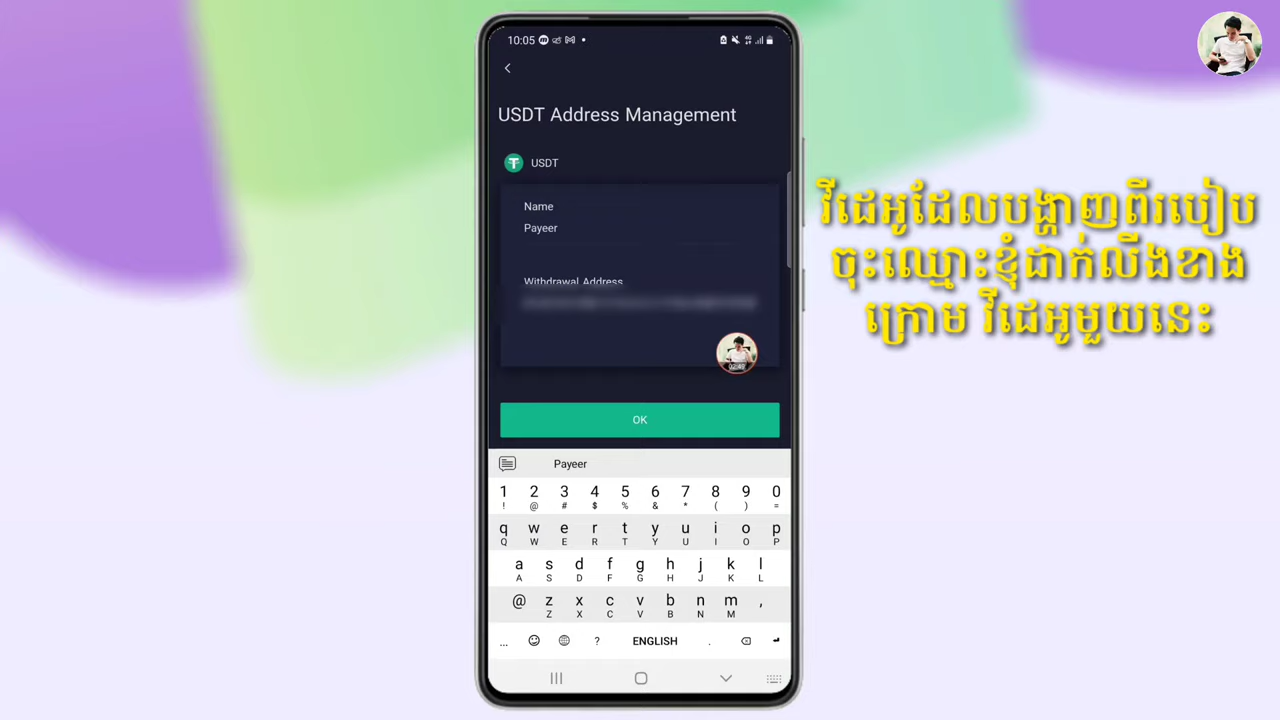 10:05
USDT Address Management
USDT
Name
Payeer
Withdrawal Address
OK
Payeer
1 2 3 4 5 6 7 8 9 0
! @ # $ % & * ( ) =
q w e r t y u i o p
Q W E R T Y U I O P
a s d f g h j k l
A S D F G H J K L
@ z x c v b n m ,
Z X C V B N M
... ? ENGLISH .
វីដេអូដែលបង្ហាញពីរបៀប
ចុះឈ្មោះខ្ញុំដាក់លីងខាង
ក្រោម វីដេអូមួយនេះ